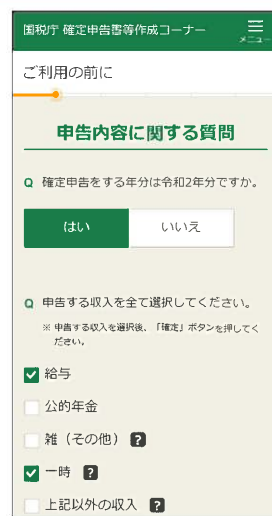 国税庁 確定申告書等作成コーナー
メニュー
ご利用の前に
申告内容に関する質問
Q 確定申告をする年分は令和2年分ですか。
はい
いいえ
Q 申告する収入を全て選択してください。
※ 申告する収入を選択後、「確定」ボタンを押してく
ださい。
給与
公的年金
雑（その他） ?
一時 ?
上記以外の収入 ?